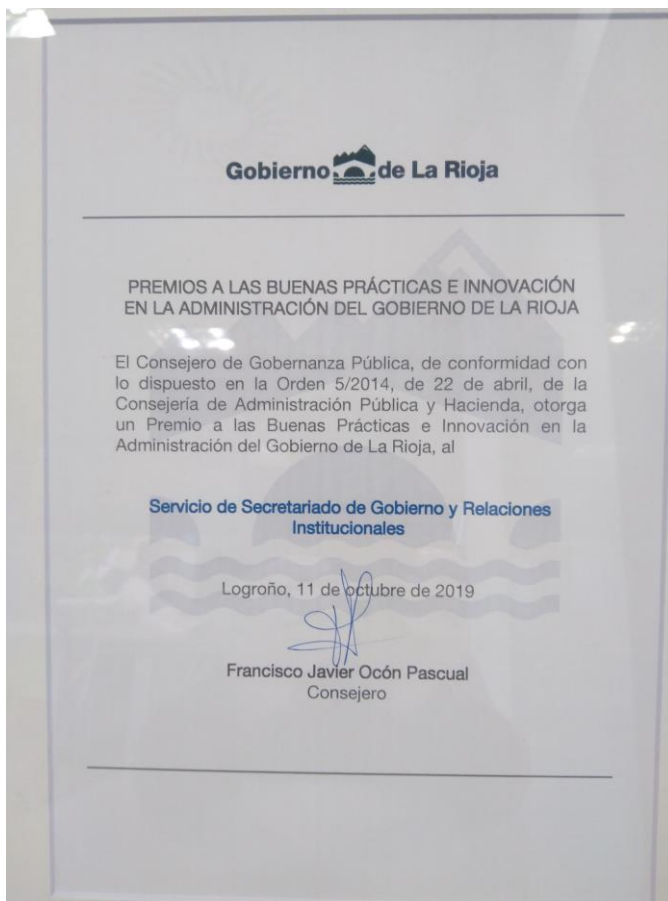 Gobierno de La Rioja
PREMIOS A LAS BUENAS PRÁCTICAS E INNOVACIÓN
EN LA ADMINISTRACIÓN DEL GOBIERNO DE LA RIOJA
El Consejero de Gobernanza Pública, de conformidad con
lo dispuesto en la Orden 5/2014, de 22 de abril, de la
Consejería de Administración Pública y Hacienda, otorga
un Premio a las Buenas Prácticas e Innovación en la
Administración del Gobierno de La Rioja, al
Servicio de Secretariado de Gobierno y Relaciones
Institucionales
Logroño, 11 de octubre de 2019
Francisco Javier Ocón Pascual
Consejero